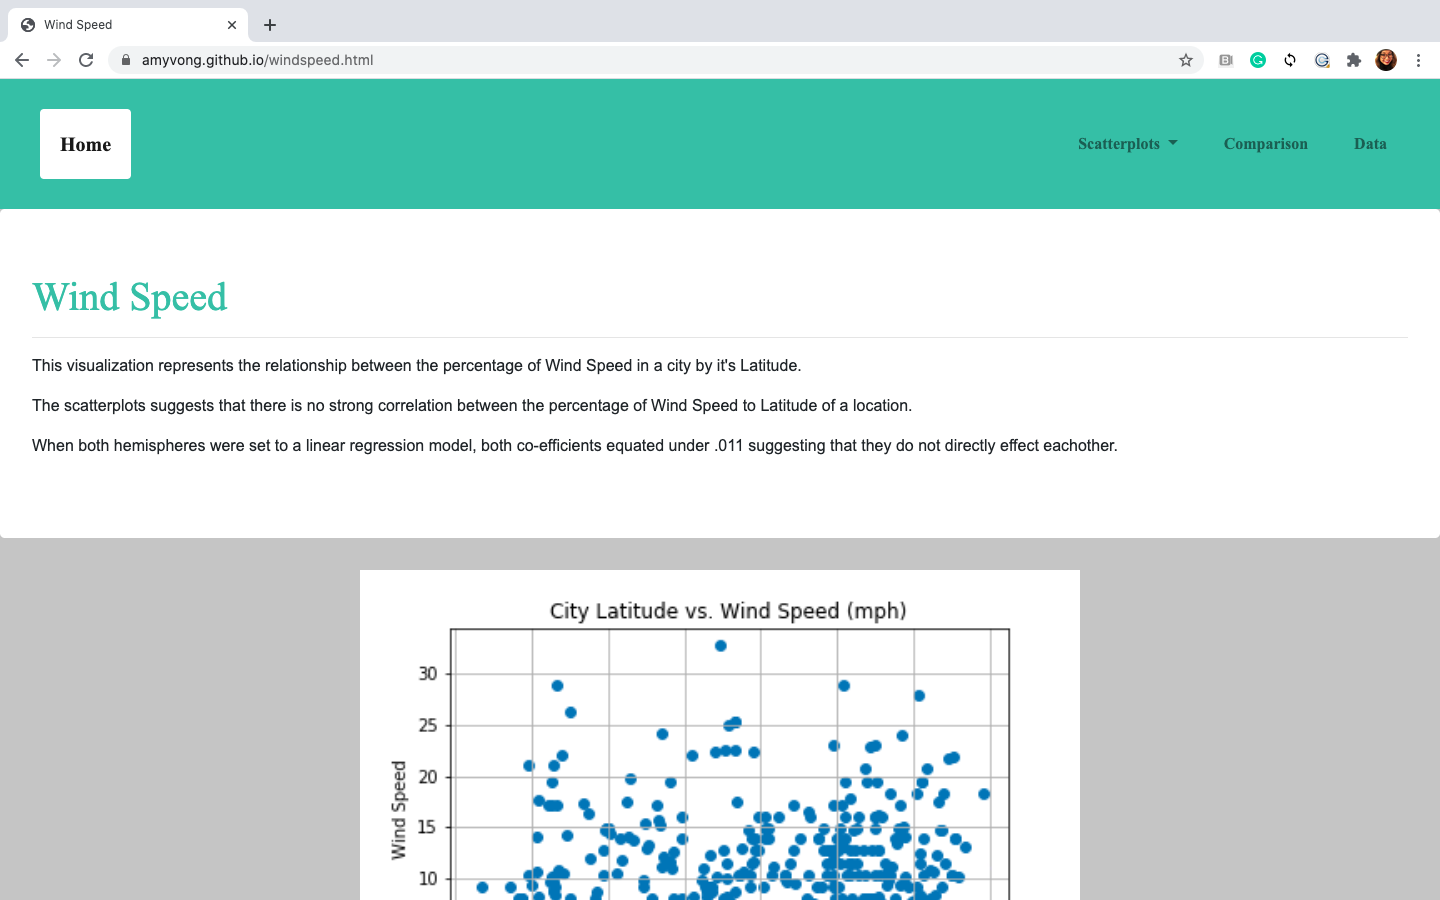 Wind Speed
amyvong.github.io/windspeed.html
Home
Scatterplots
Comparison
Data
Wind Speed
This visualization represents the relationship between the percentage of Wind Speed in a city by it's Latitude.
The scatterplots suggests that there is no strong correlation between the percentage of Wind Speed to Latitude of a location.
When both hemispheres were set to a linear regression model, both co-efficients equated under .011 suggesting that they do not directly effect eachother.
City Latitude vs. Wind Speed (mph)
30
25
20
15
10
Wind Speed